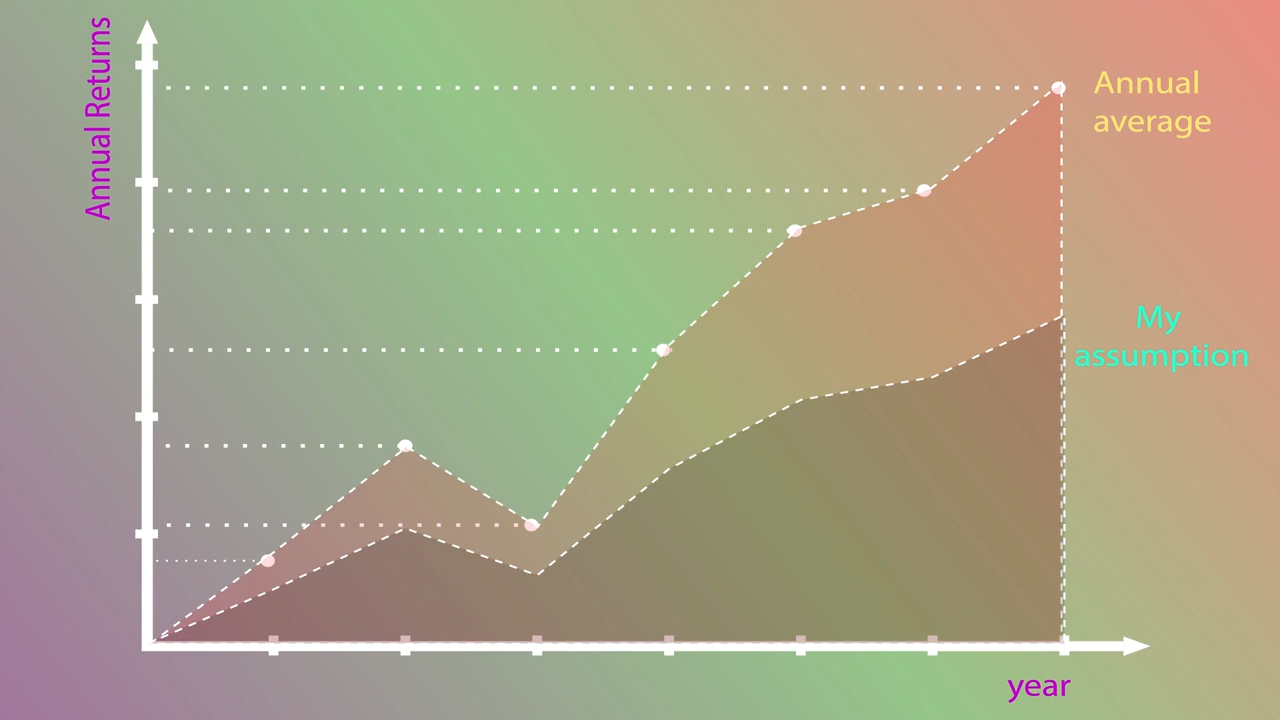 Annual Returns
Annual
average
My
assumption
year